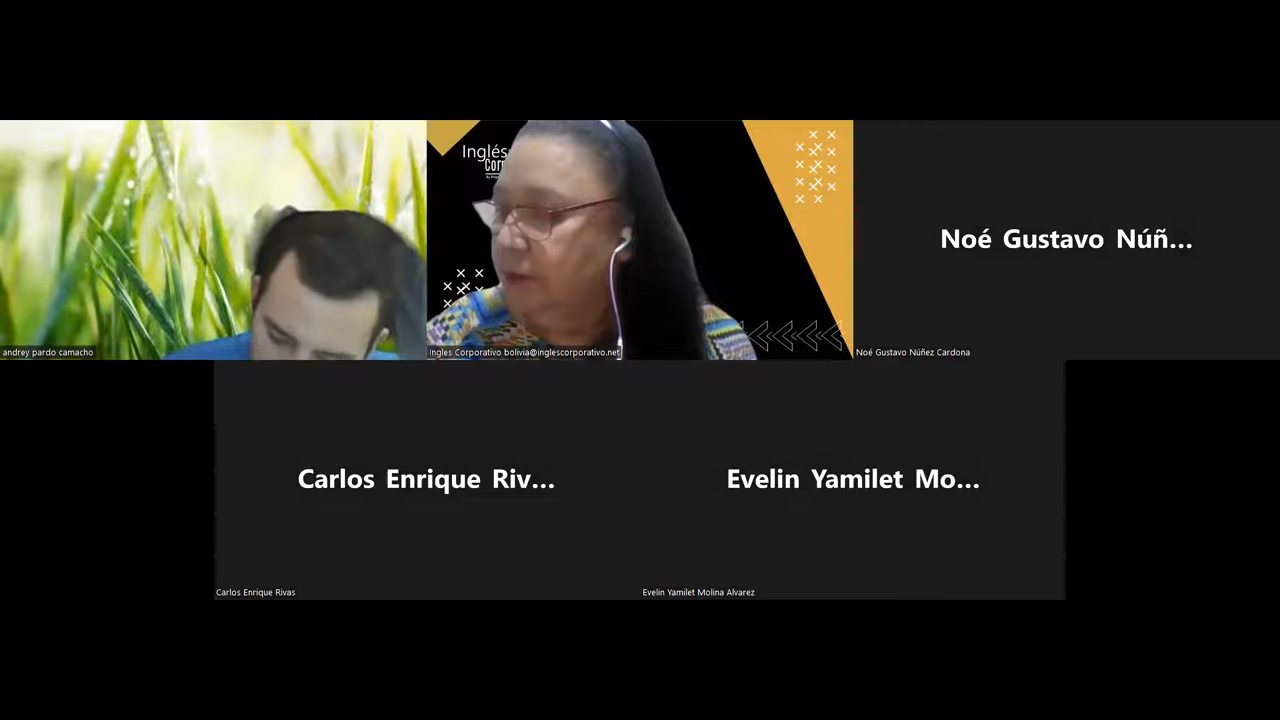 Inglés
Corp
Noé Gustavo Núñ...
andrey pardo camacho
Ingles Corporativo bolivia@inglescorporativo.net
Noé Gustavo Núñez Cardona
Carlos Enrique Riv...
Evelin Yamilet Mo...
Carlos Enrique Rivas
Evelin Yamilet Molina Alvarez